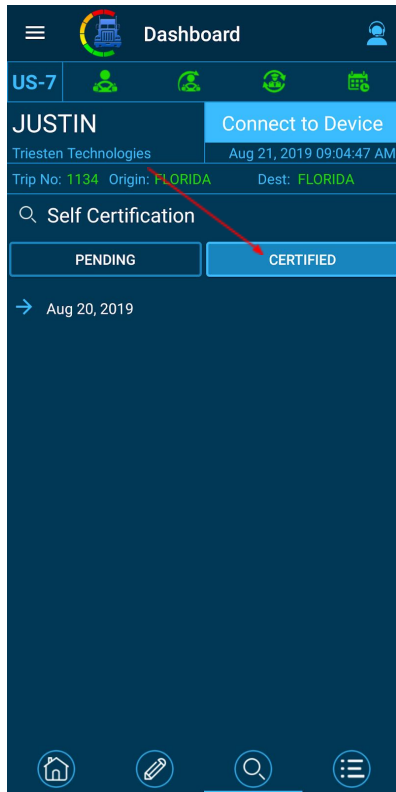 Dashboard
US-7
JUSTIN
Connect to Device
Triesten Technologies
Aug 21, 2019 09:04:47 AM
Trip No: 1134 Origin: FLORIDA Dest: FLORIDA
Self Certification
PENDING
CERTIFIED
Aug 20, 2019